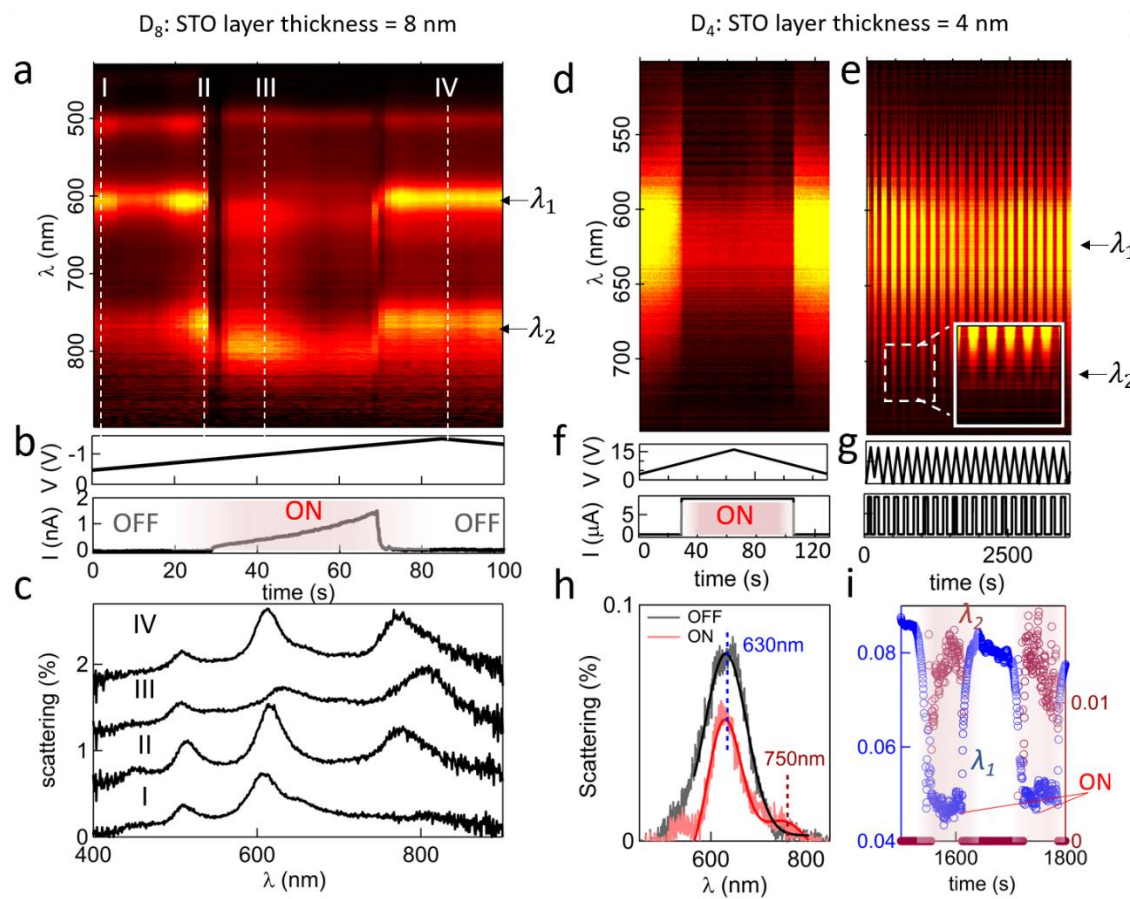 D₈: STO layer thickness = 8 nm
D₄: STO layer thickness = 4 nm
a
I
II
III
IV
500
600
700
800
λ (nm)
λ₁
λ₂
b
-1
0
V (V)
2
1
0
I (nA)
OFF
ON
OFF
0
20
40
60
80
100
time (s)
c
IV
III
II
I
2
1
0
scattering (%)
400
500
600
700
800
λ (nm)
d
550
600
650
700
λ (nm)
e
λ₁
λ₂
f
15
0
V (V)
5
0
I (µA)
ON
0
40
80
120
time (s)
g
0
2500
time (s)
h
0.1
0
Scattering (%)
OFF
ON
630nm
750nm
600
800
λ (nm)
i
λ₂
λ₁
ON
0.08
0.06
0.04
0.01
0
1600
1800
time (s)